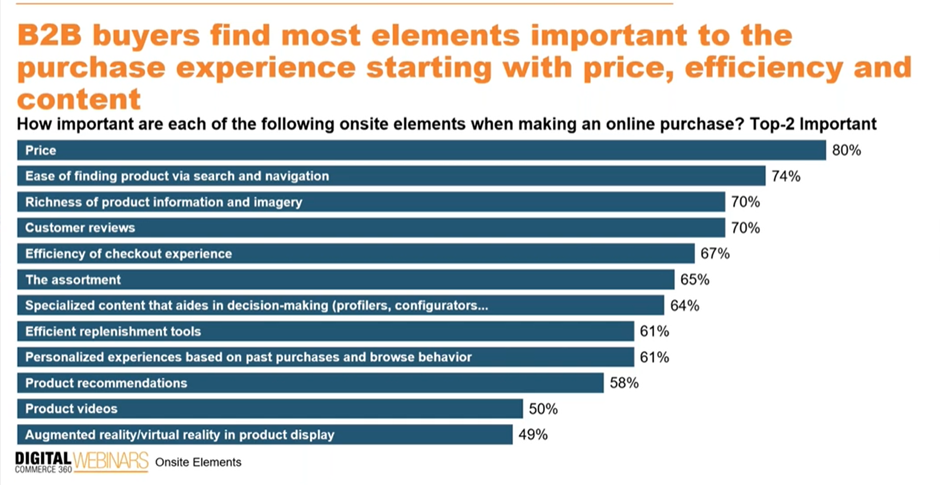 B2B buyers find most elements important to the
purchase experience starting with price, efficiency and
content
How important are each of the following onsite elements when making an online purchase? Top-2 Important
Price 80%
Ease of finding product via search and navigation 74%
Richness of product information and imagery 70%
Customer reviews 70%
Efficiency of checkout experience 67%
The assortment 65%
Specialized content that aides in decision-making (profilers, configurators... 64%
Efficient replenishment tools 61%
Personalized experiences based on past purchases and browse behavior 61%
Product recommendations 58%
Product videos 50%
Augmented reality/virtual reality in product display 49%
DIGITAL WEBINARS Onsite Elements
COMMERCE 360